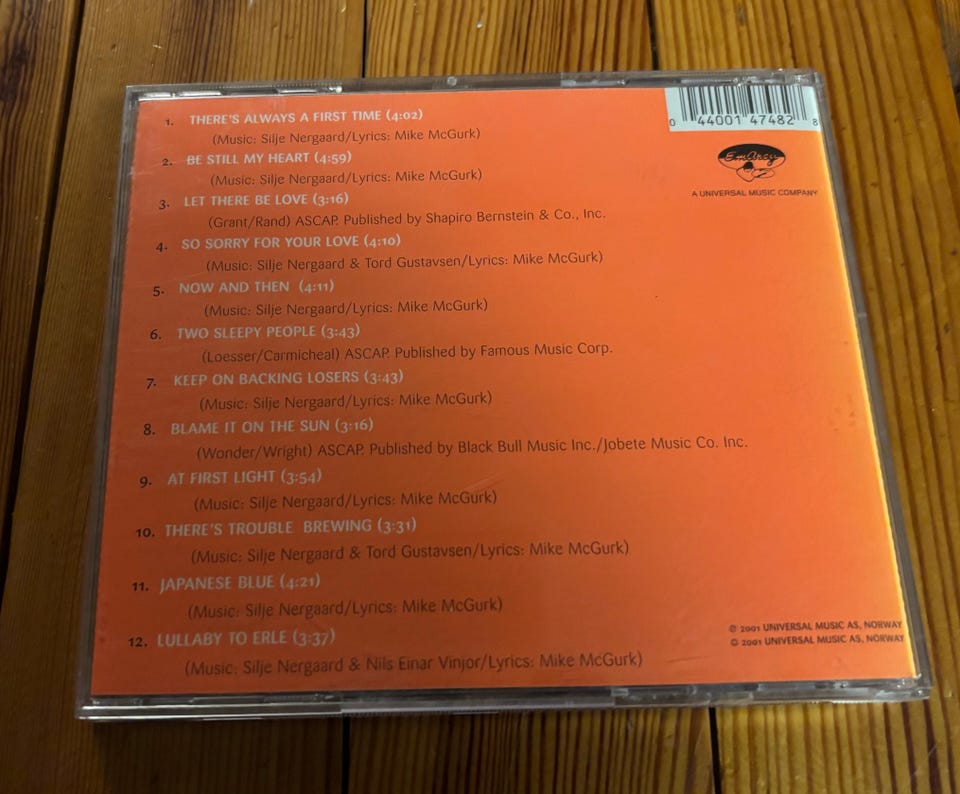 1. THERE'S ALWAYS A FIRST TIME (4:02)
(Music: Silje Nergaard/Lyrics: Mike McGurk)
2. BE STILL MY HEART (4:59)
(Music: Silje Nergaard/Lyrics: Mike McGurk)
3. LET THERE BE LOVE (3:16)
(Grant/Rand) ASCAP. Published by Shapiro Bernstein & Co., Inc.
4. SO SORRY FOR YOUR LOVE (4:10)
(Music: Silje Nergaard & Tord Gustavsen/Lyrics: Mike McGurk)
5. NOW AND THEN (4:11)
(Music: Silje Nergaard/Lyrics: Mike McGurk)
6. TWO SLEEPY PEOPLE (3:43)
(Loesser/Carmicheal) ASCAP. Published by Famous Music Corp.
7. KEEP ON BACKING LOSERS (3:43)
(Music: Silje Nergaard/Lyrics: Mike McGurk)
8. BLAME IT ON THE SUN (3:16)
(Wonder/Wright) ASCAP. Published by Black Bull Music Inc./Jobete Music Co. Inc.
9. AT FIRST LIGHT (3:54)
(Music: Silje Nergaard/Lyrics: Mike McGurk)
10. THERE'S TROUBLE BREWING (3:31)
(Music: Silje Nergaard & Tord Gustavsen/Lyrics: Mike McGurk)
11. JAPANESE BLUE (4:21)
(Music: Silje Nergaard/Lyrics: Mike McGurk)
12. LULLABY TO ERLE (3:37)
(Music: Silje Nergaard & Nils Einar Vinjor/Lyrics: Mike McGurk)
0 44001 47482 8
EmArcy
A UNIVERSAL MUSIC COMPANY
℗ 2001 UNIVERSAL MUSIC AS, NORWAY
© 2001 UNIVERSAL MUSIC AS, NORWAY